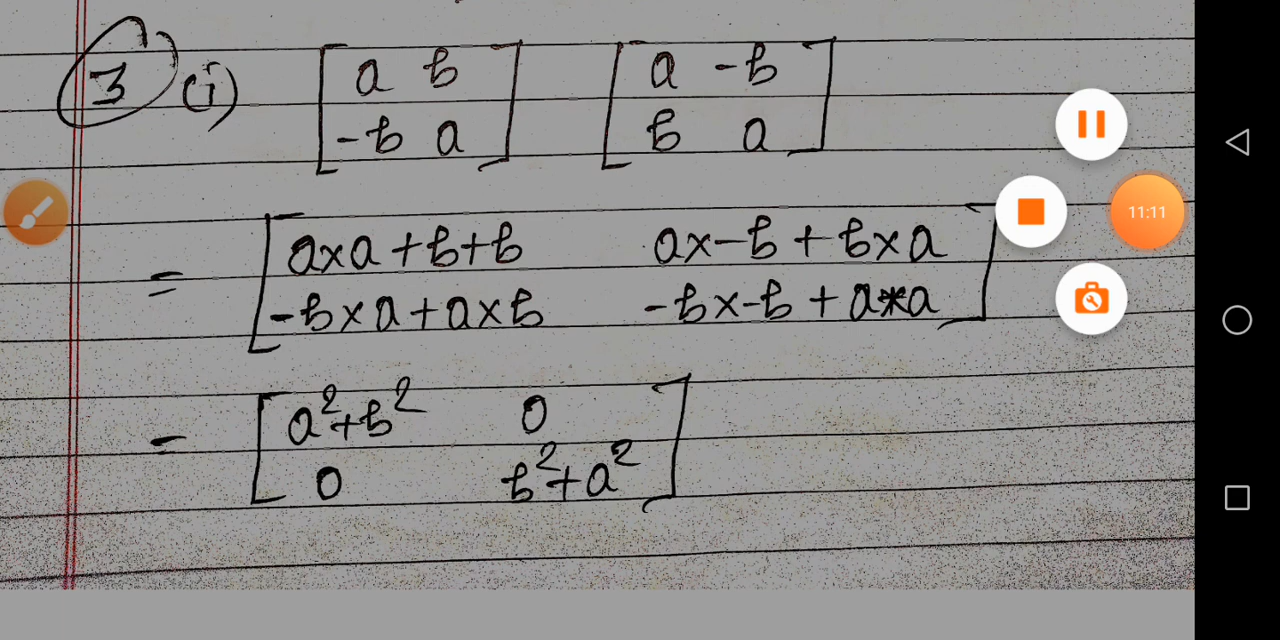 3 (i) [a b] [a -b]
[-b a] [b a]
= [a×a+b+b a×-b+b×a]
[-b×a+a×b -b×-b+a*a]
= [a²+b² 0]
[0 b²+a²]
11:11